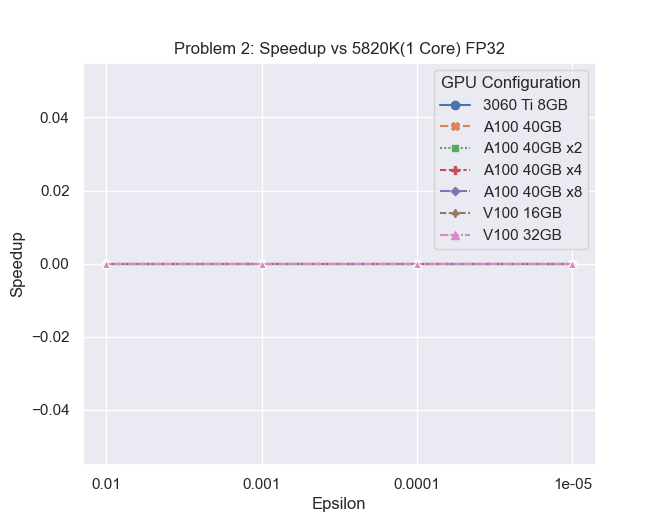 Problem 2: Speedup vs 5820K(1 Core) FP32
GPU Configuration
3060 Ti 8GB
A100 40GB
A100 40GB x2
A100 40GB x4
A100 40GB x8
V100 16GB
V100 32GB
0.04
0.02
0.00
−0.02
−0.04
Speedup
0.01
0.001
0.0001
1e-05
Epsilon